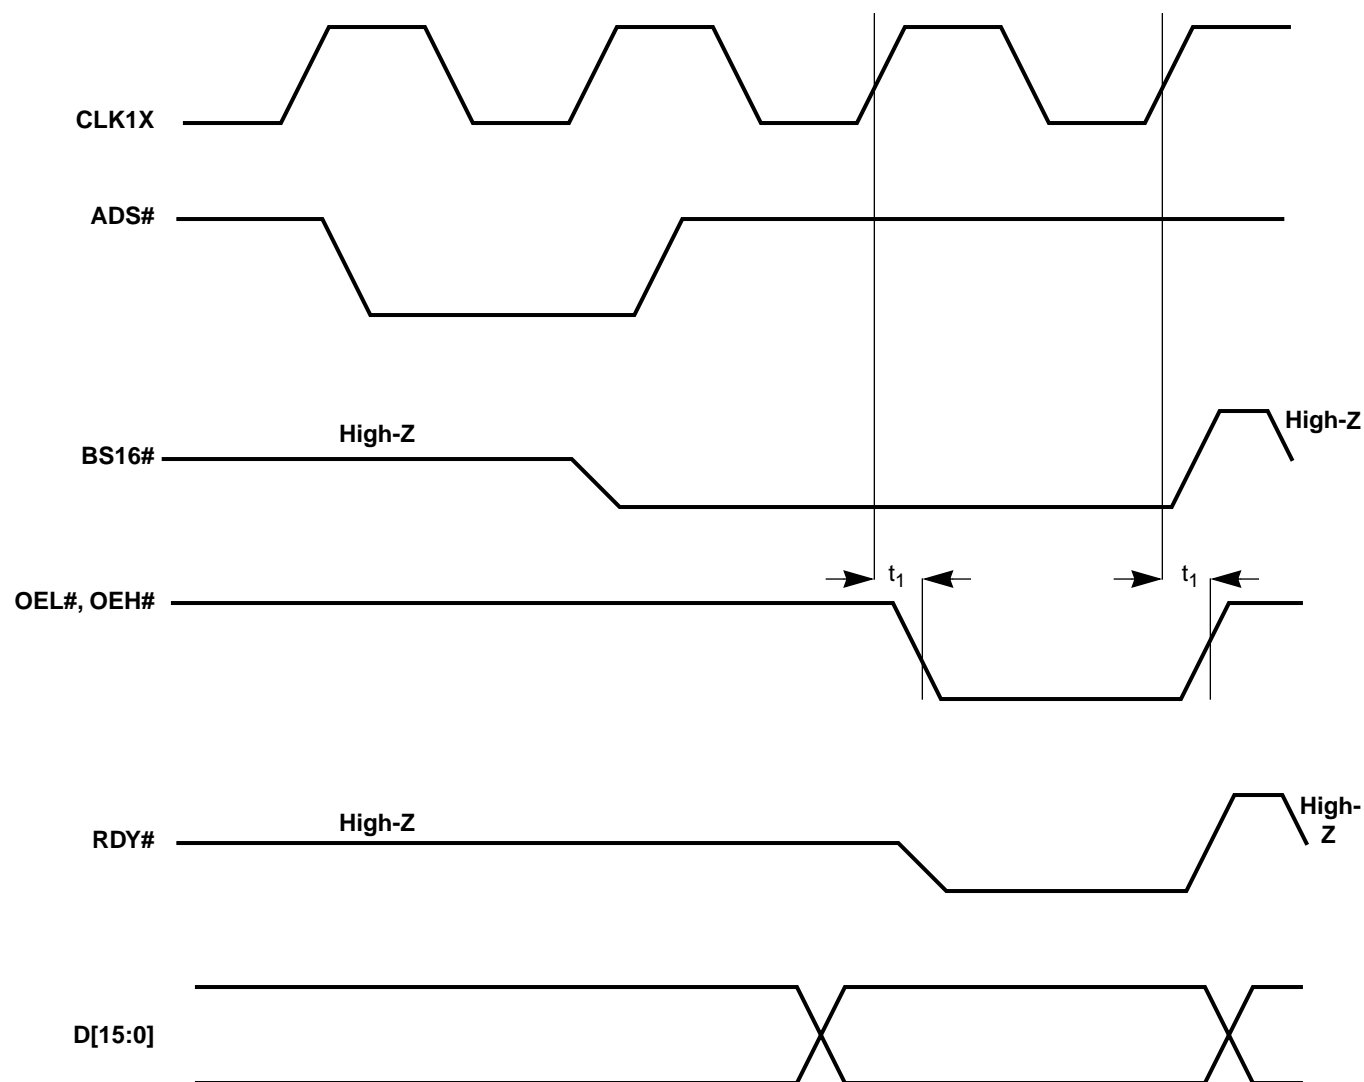 CLK1X
ADS#
High-Z
High-Z
BS16#
t1
t1
OEL#, OEH#
High-Z
High-
Z
RDY#
D[15:0]